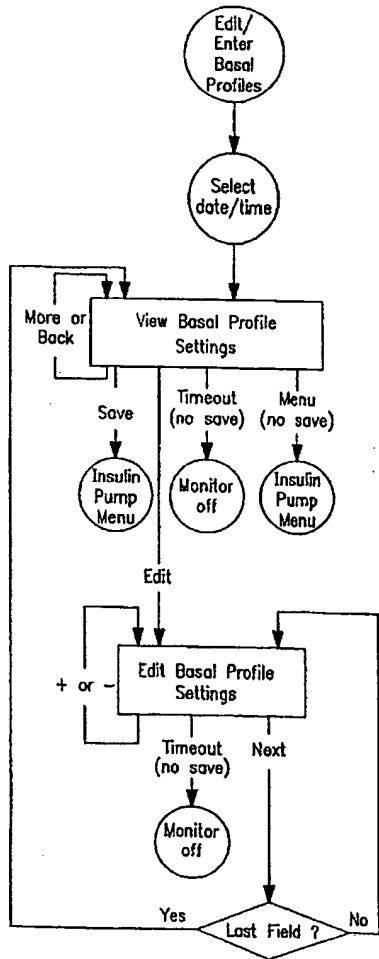 Edit/
Enter
Basal
Profiles
Select
date/time
More or
Back
View Basal Profile
Settings
Save
Timeout
(no save)
Menu
(no save)
Insulin
Pump
Menu
Monitor
off
Insulin
Pump
Menu
Edit
+ or -
Edit Basal Profile
Settings
Timeout
(no save)
Next
Monitor
off
Yes
Last Field ?
No